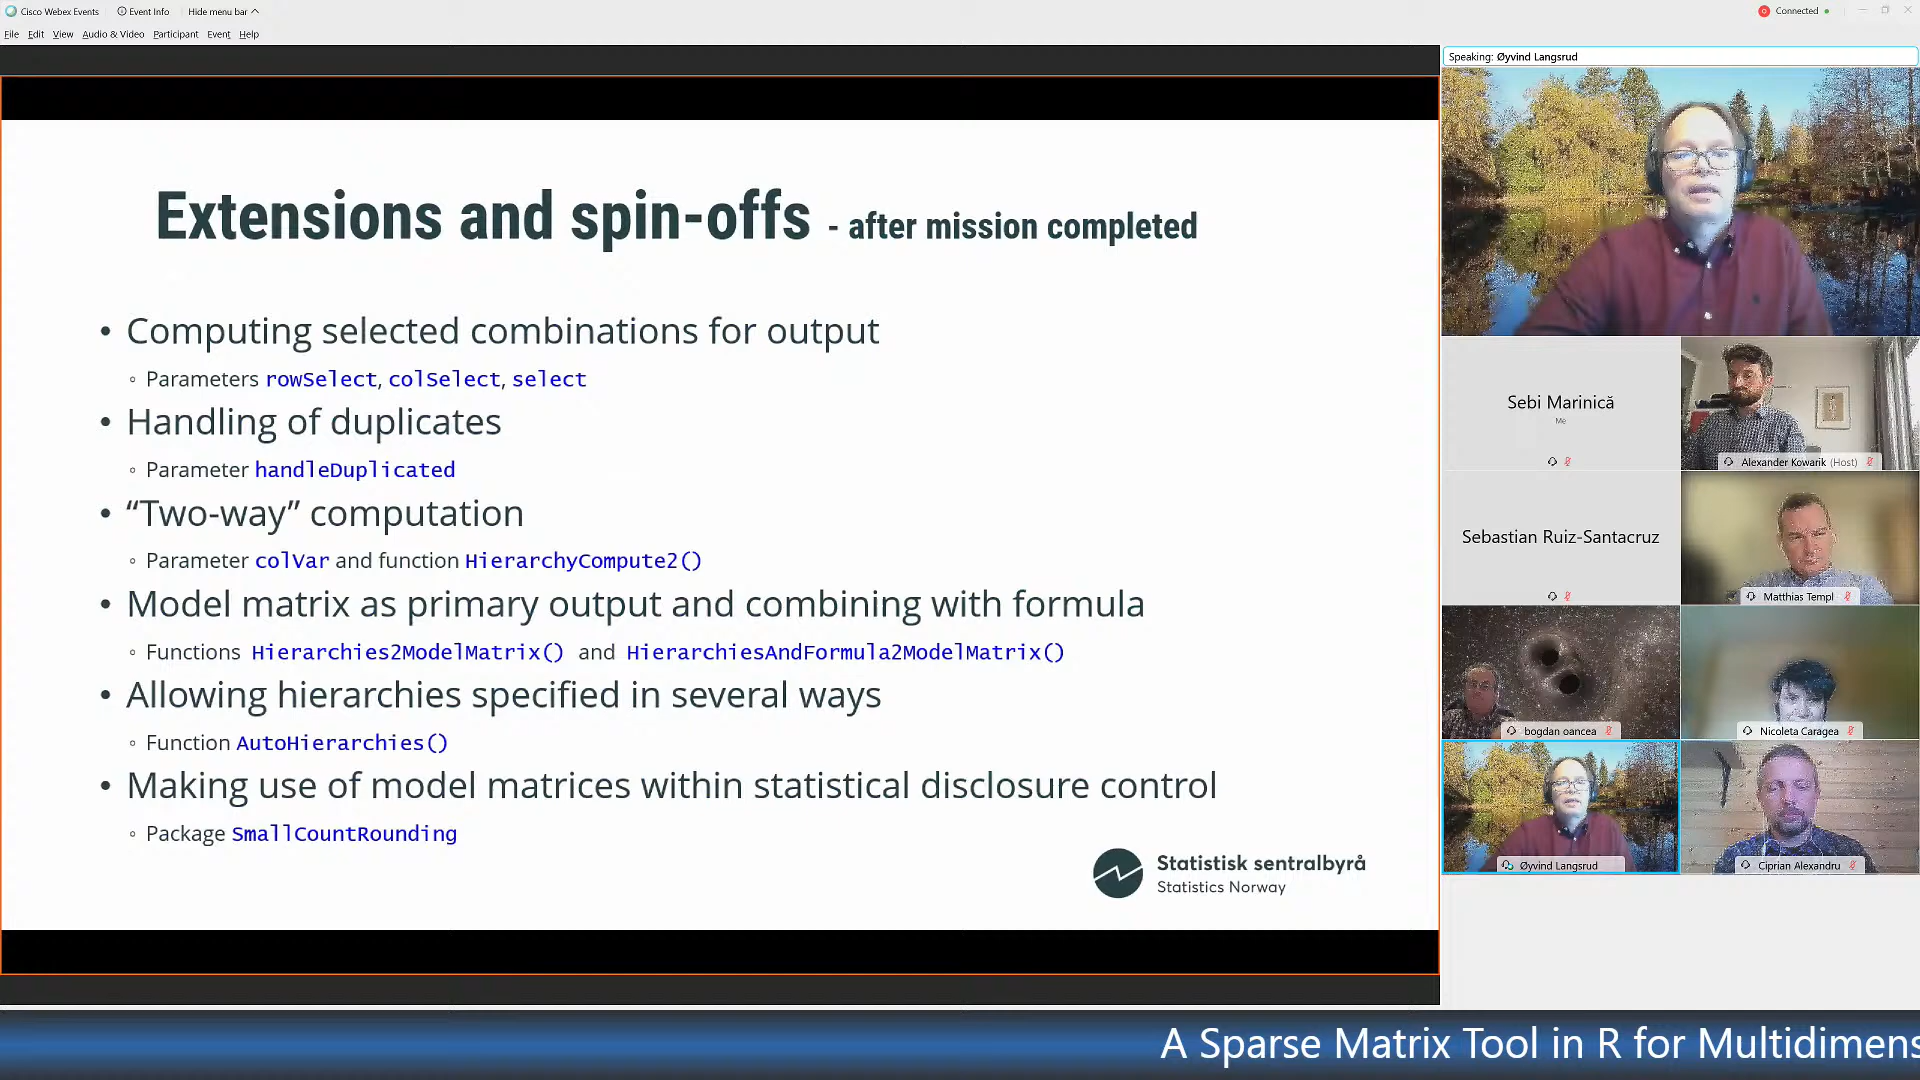 Cisco Webex Events
Event Info
Hide menu bar
Connected
File Edit View Audio & Video Participant Event Help
Speaking: Øyvind Langsrud
Extensions and spin-offs - after mission completed
• Computing selected combinations for output
◦ Parameters rowSelect, colSelect, select
• Handling of duplicates
◦ Parameter handleDuplicated
• “Two-way” computation
◦ Parameter colVar and function HierarchyCompute2()
• Model matrix as primary output and combining with formula
◦ Functions Hierarchies2ModelMatrix() and HierarchiesAndFormula2ModelMatrix()
• Allowing hierarchies specified in several ways
◦ Function AutoHierarchies()
• Making use of model matrices within statistical disclosure control
◦ Package SmallCountRounding
Statistisk sentralbyrå
Statistics Norway
Sebi Marinică
Me
Alexander Kowarik (Host)
Sebastian Ruiz-Santacruz
Matthias Templ
bogdan oancea
Nicoleta Caragea
Øyvind Langsrud
Ciprian Alexandru
A Sparse Matrix Tool in R for Multidimens